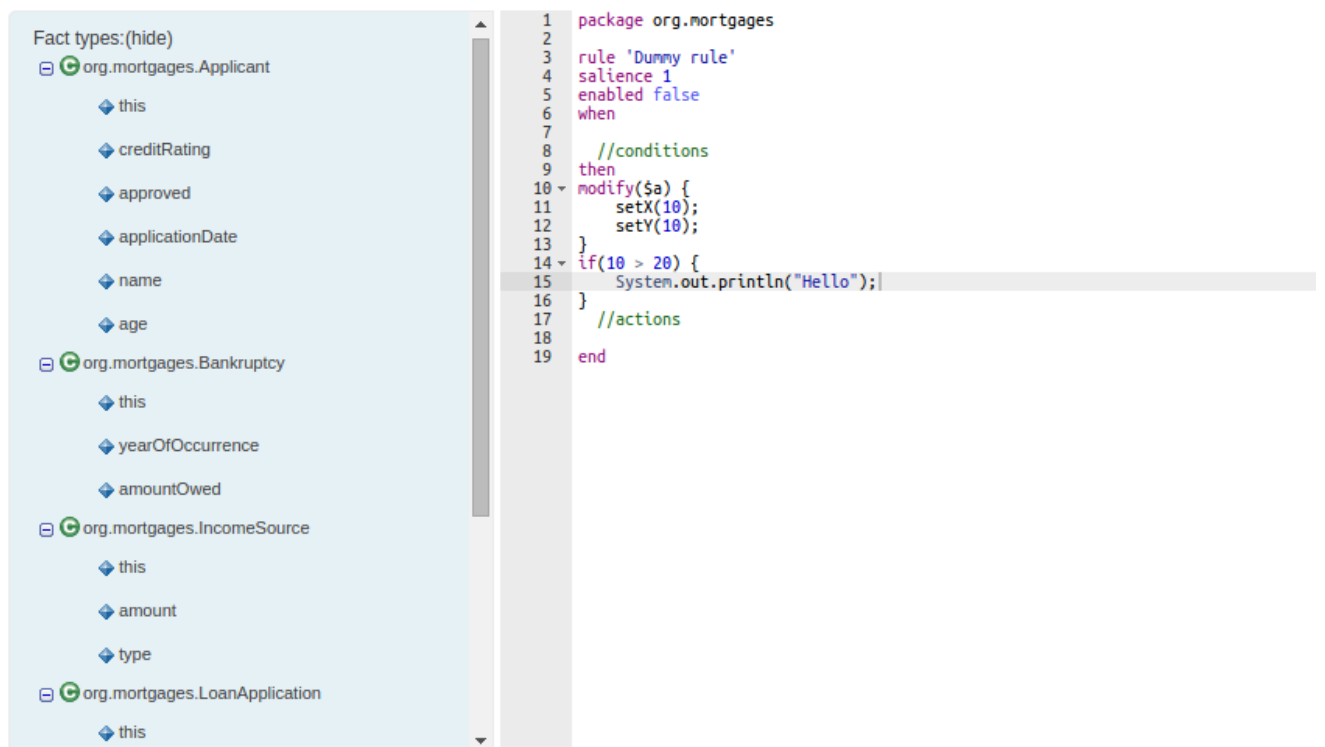 Fact types:(hide)
org.mortgages.Applicant
this
creditRating
approved
applicationDate
name
age
org.mortgages.Bankruptcy
this
yearOfOccurrence
amountOwed
org.mortgages.IncomeSource
this
amount
type
org.mortgages.LoanApplication
this
1 package org.mortgages
2
3 rule 'Dummy rule'
4 salience 1
5 enabled false
6 when
7
8   //conditions
9 then
10 modify($a) {
11     setX(10);
12     setY(10);
13 }
14 if(10 > 20) {
15     System.out.println("Hello");
16 }
17   //actions
18
19 end